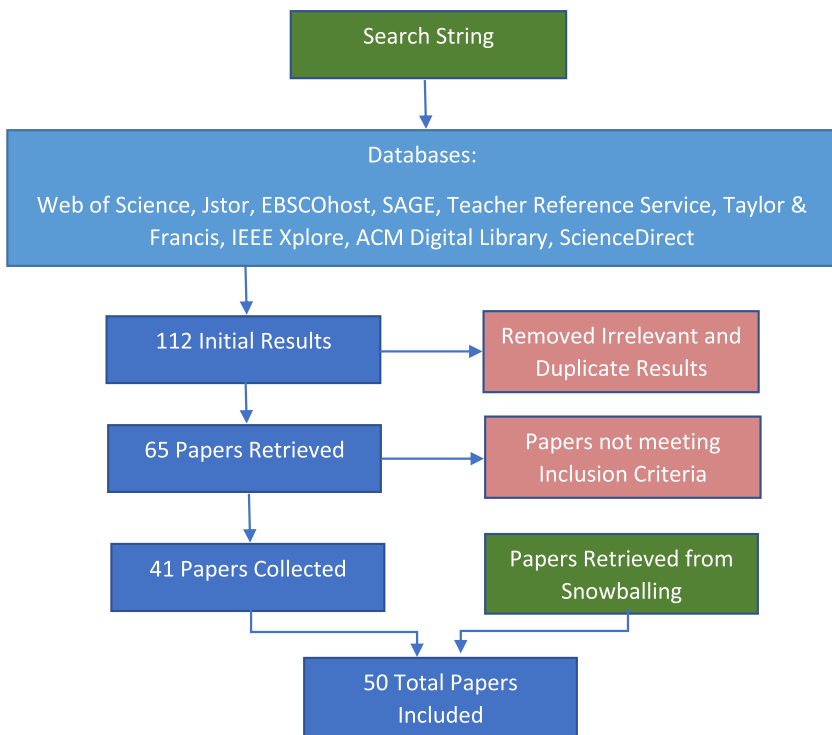 Search String
Databases:
Web of Science, Jstor, EBSCOhost, SAGE, Teacher Reference Service, Taylor &
Francis, IEEE Xplore, ACM Digital Library, ScienceDirect
112 Initial Results
Removed Irrelevant and
Duplicate Results
65 Papers Retrieved
Papers not meeting
Inclusion Criteria
41 Papers Collected
Papers Retrieved from
Snowballing
50 Total Papers
Included